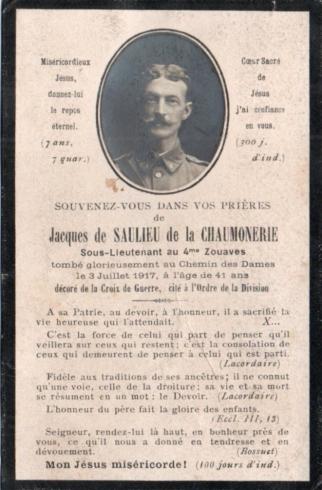 Miséricordieux
Jésus,
donnez-lui
le repos
éternel.
(7 ans,
7 quar.)
Cœur Sacré
de
Jésus
j'ai confiance
en vous.
(300 j.
d'ind.)
SOUVENEZ-VOUS DANS VOS PRIÈRES
de
Jacques de SAULIEU de la CHAUMONERIE
Sous-Lieutenant au 4me Zouaves
tombé glorieusement au Chemin des Dames
le 3 Juillet 1917, à l'âge de 41 ans
décoré de la Croix de Guerre, cité à l'Ordre de la Division
A sa Patrie, au devoir, à l'honneur, il a sacrifié ta
vie heureuse qui l'attendait. X...
C'est la force de celui qui part de penser qu'il
veillera sur ceux qui restent; c'est la consolation de
ceux qui demeurent de penser à celui qui est parti.
(Lacordaire)
Fidèle aux traditions de ses ancêtres; il ne connut
qu'une voie, celle de la droiture; sa vie et sa mort
se résument en un mot: le Devoir. (Lacordaire)
L'honneur du père fait la gloire des enfants.
(Eccl. III, 13)
Seigneur, rendez-lui là haut, en bonheur près de
vous, ce qu'il nous a donné en tendresse et en
dévouement. (Bossuet)
Mon Jésus miséricorde! (100 jours d'ind.)